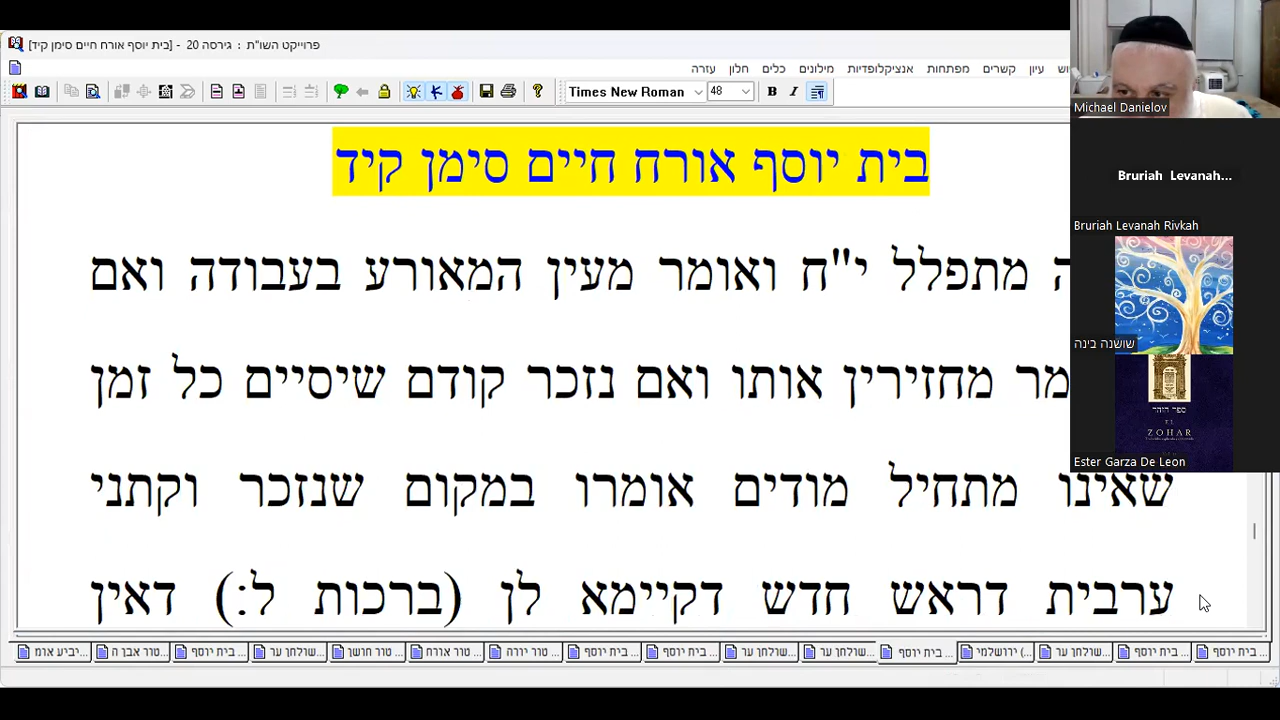 [בית יוסף אורח חיים סימן קיד] - פרוייקט השו"ת : גירסה 20
עיון קשרים מפתחות אנציקלופדיות מילונים כלים חלון עזרה
Times New Roman 48 B I
בית יוסף אורח חיים סימן קיד
מתפלל י"ח ואומר מעין המאורע בעבודה ואם
מחזירין אותו ואם נזכר קודם שיסיים כל זמן
שאינו מתחיל מודים אומרו במקום שנזכר וקתני
ערבית דראש חדש דקיימא לן (ברכות ל:) דאין
Michael Danielov
Bruriah Levanah...
Bruriah Levanah Rivkah
שושנה בינה
ספר הזהר
EL
ZOHAR
Ester Garza De Leon
בית יוסף ... בית יוסף ... שולחן ער... ירושלמי (... בית יוסף ... שולחן ער... שולחן ער... בית יוסף ... בית יוסף ... טור יורה ... טור אורח ... טור חושן ... שולחן ער... בית יוסף ... טור אבן ה... יביע אומ...